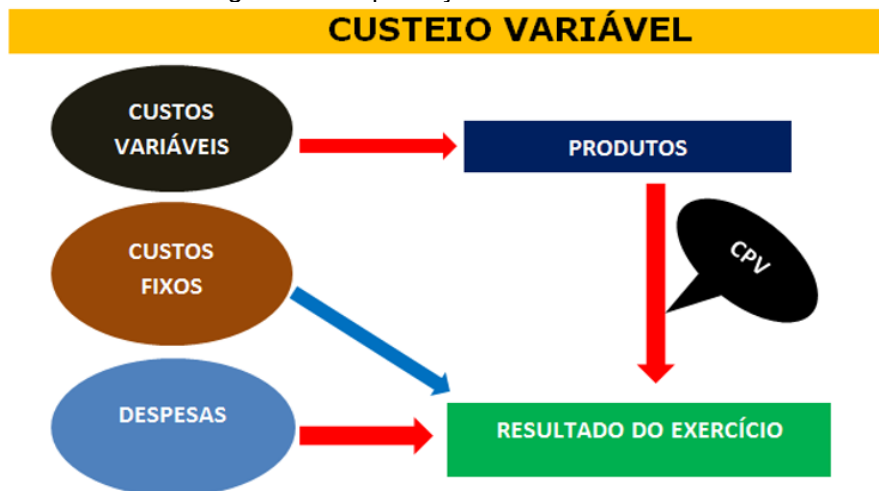 CUSTEIO VARIÁVEL
CUSTOS
VARIÁVEIS
PRODUTOS
CUSTOS
FIXOS
CPV
DESPESAS
RESULTADO DO EXERCÍCIO